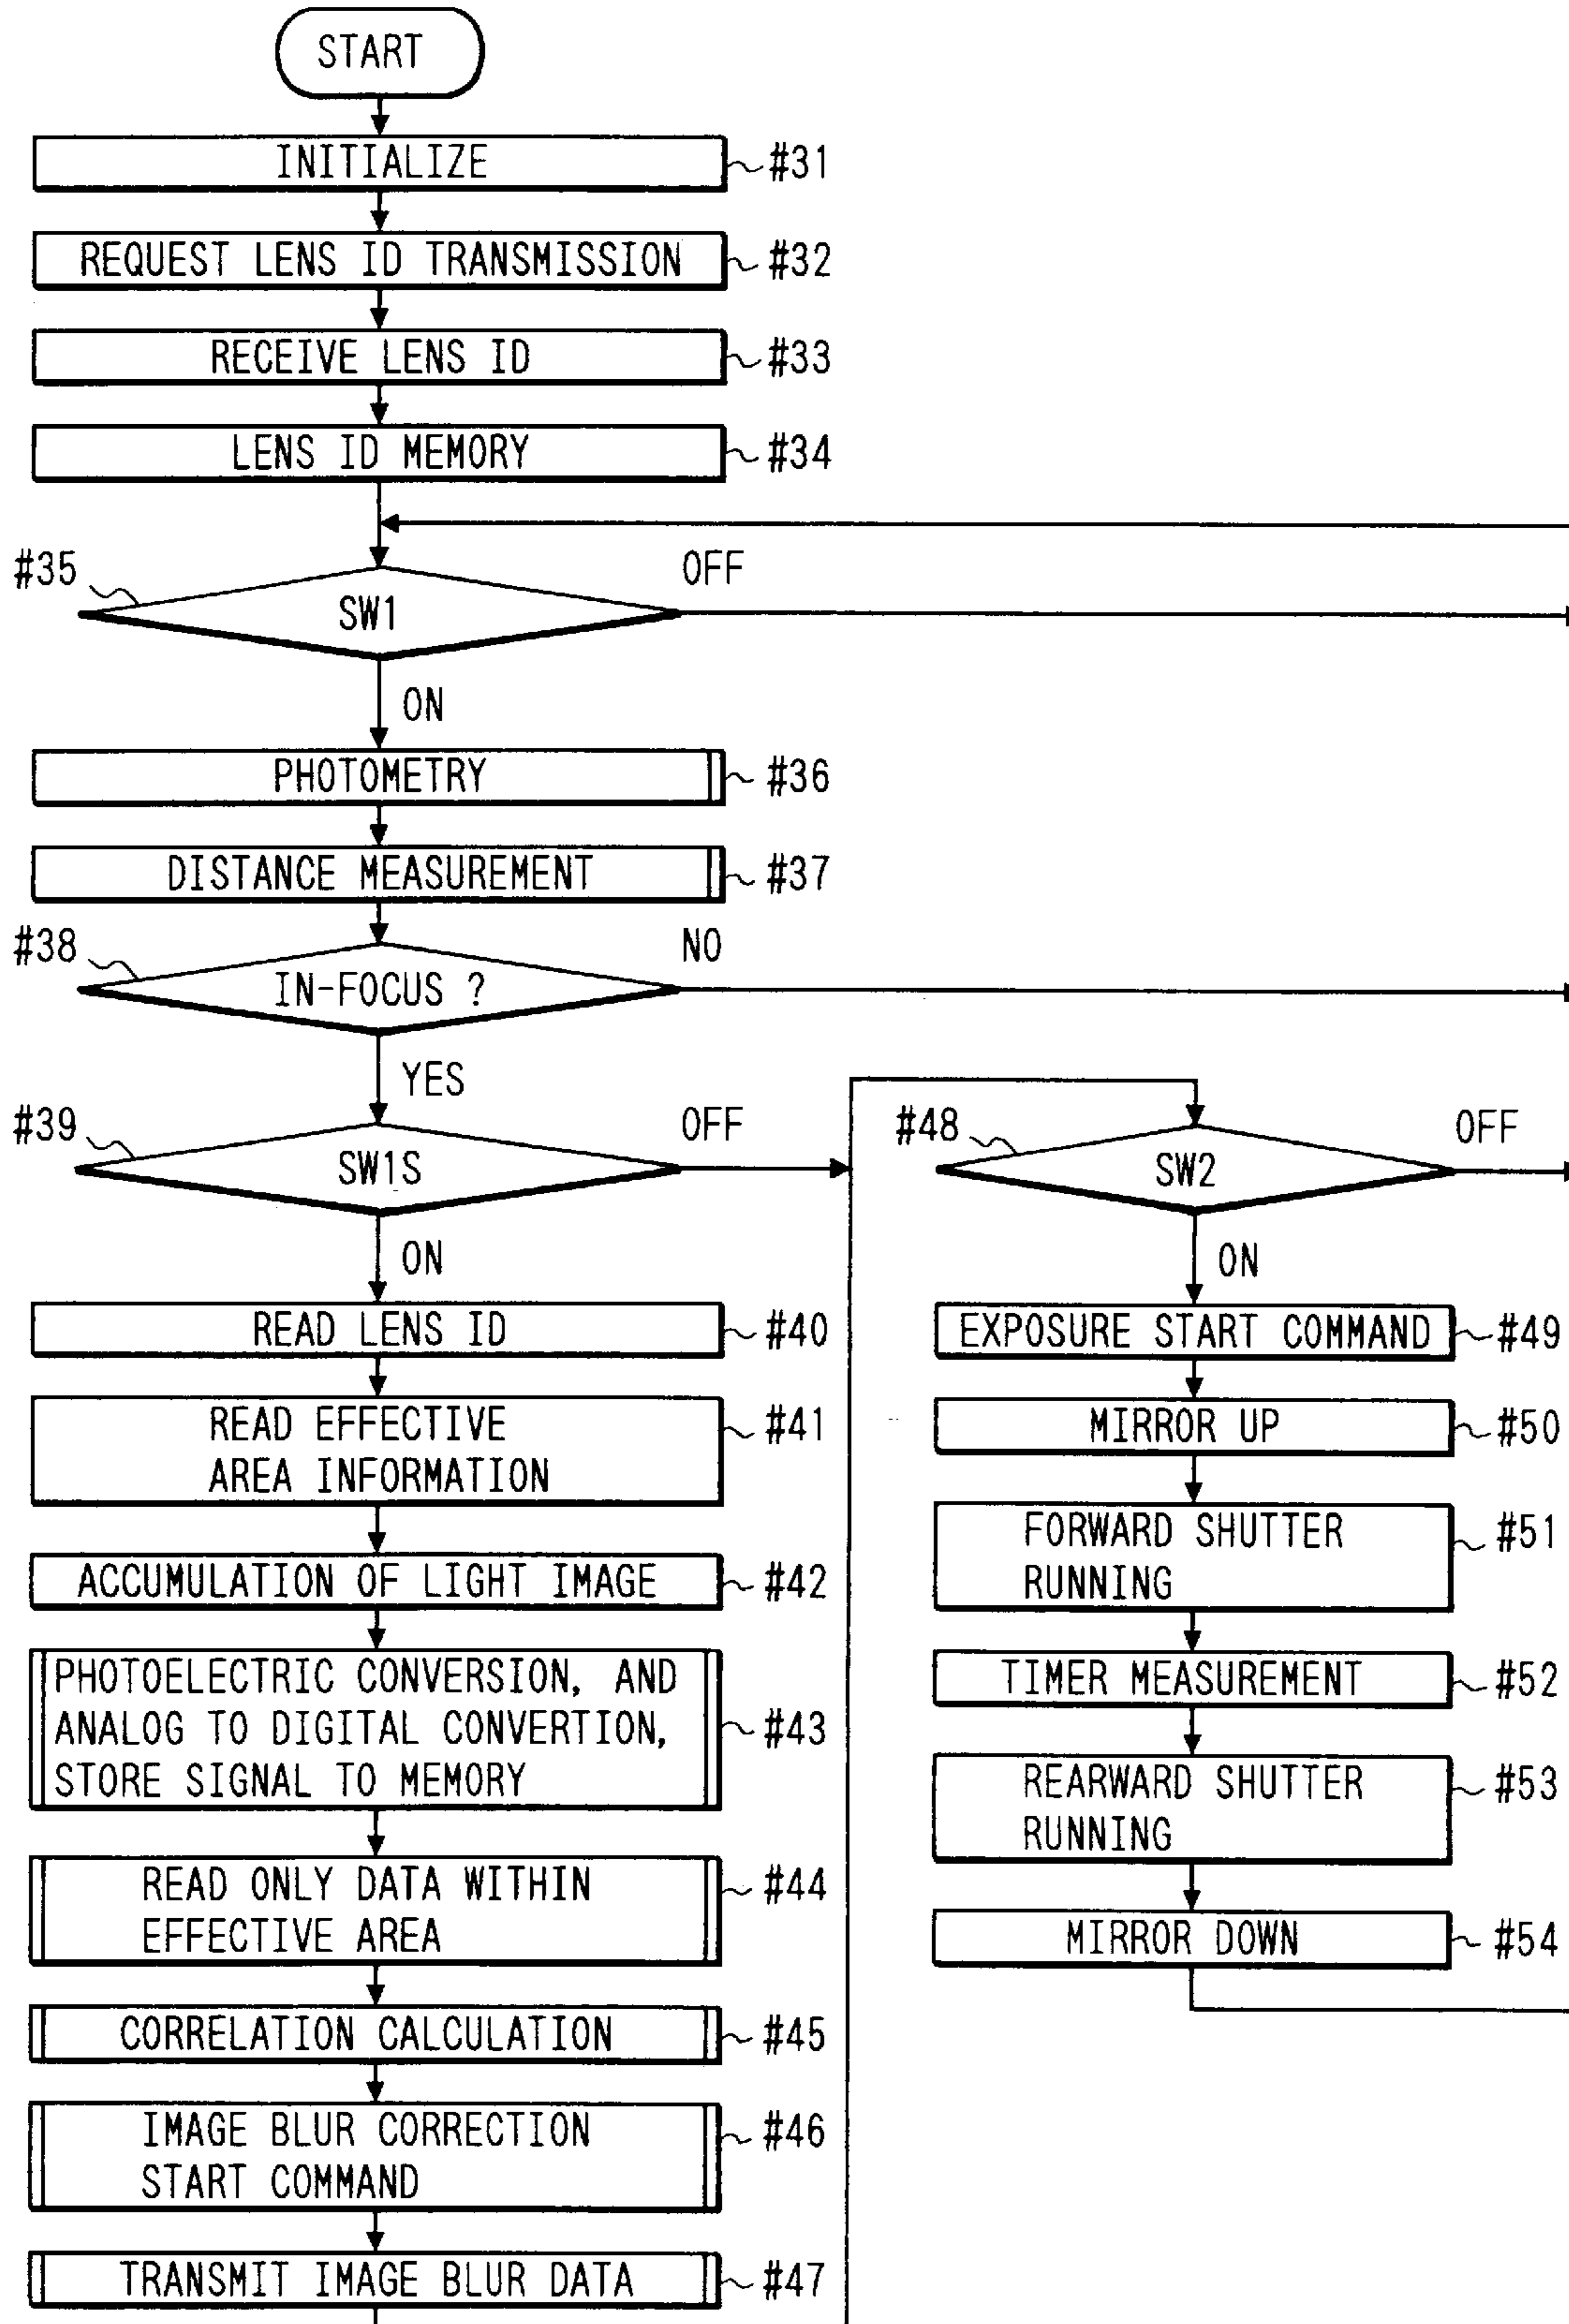 START
INITIALIZE
#31
REQUEST LENS ID TRANSMISSION
#32
RECEIVE LENS ID
#33
LENS ID MEMORY
#34
#35
SW1
OFF
ON
PHOTOMETRY
#36
DISTANCE MEASUREMENT
#37
#38
IN-FOCUS ?
NO
YES
#39
SW1S
OFF
ON
READ LENS ID
#40
READ EFFECTIVE
AREA INFORMATION
#41
ACCUMULATION OF LIGHT IMAGE
#42
PHOTOELECTRIC CONVERSION, AND
ANALOG TO DIGITAL CONVERTION,
STORE SIGNAL TO MEMORY
#43
READ ONLY DATA WITHIN
EFFECTIVE AREA
#44
CORRELATION CALCULATION
#45
IMAGE BLUR CORRECTION
START COMMAND
#46
TRANSMIT IMAGE BLUR DATA
#47
#48
SW2
OFF
ON
EXPOSURE START COMMAND
#49
MIRROR UP
#50
FORWARD SHUTTER
RUNNING
#51
TIMER MEASUREMENT
#52
REARWARD SHUTTER
RUNNING
#53
MIRROR DOWN
#54